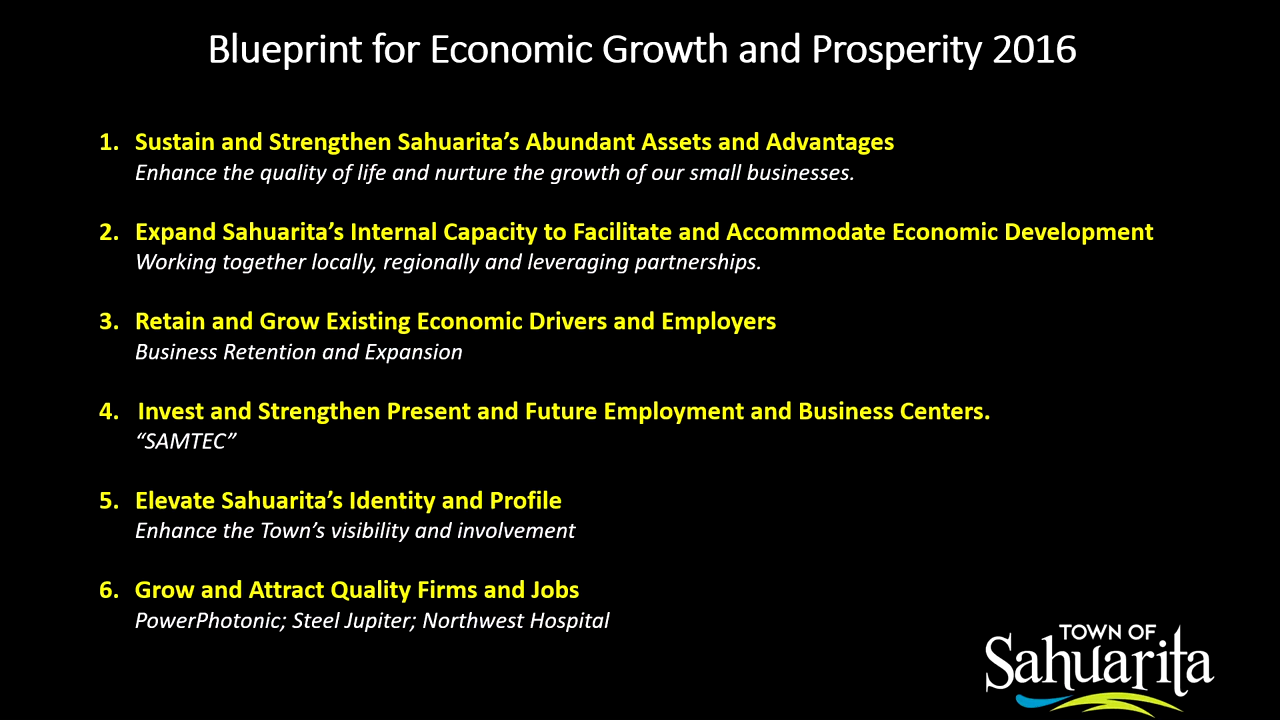 Blueprint for Economic Growth and Prosperity 2016
1. Sustain and Strengthen Sahuarita’s Abundant Assets and Advantages
Enhance the quality of life and nurture the growth of our small businesses.
2. Expand Sahuarita’s Internal Capacity to Facilitate and Accommodate Economic Development
Working together locally, regionally and leveraging partnerships.
3. Retain and Grow Existing Economic Drivers and Employers
Business Retention and Expansion
4. Invest and Strengthen Present and Future Employment and Business Centers.
“SAMTEC”
5. Elevate Sahuarita’s Identity and Profile
Enhance the Town’s visibility and involvement
6. Grow and Attract Quality Firms and Jobs
PowerPhotonic; Steel Jupiter; Northwest Hospital
TOWN OF
Sahuarita